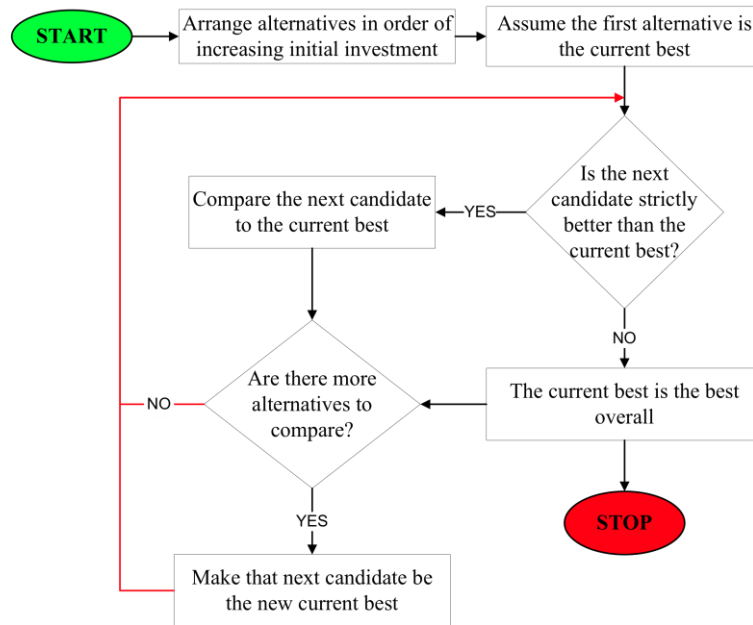 START
Arrange alternatives in order of
increasing initial investment
Assume the first alternative is
the current best
Is the next
candidate strictly
better than the
current best?
YES
Compare the next candidate
to the current best
NO
The current best is the best
overall
Are there more
alternatives to
compare?
NO
YES
STOP
Make that next candidate be
the new current best